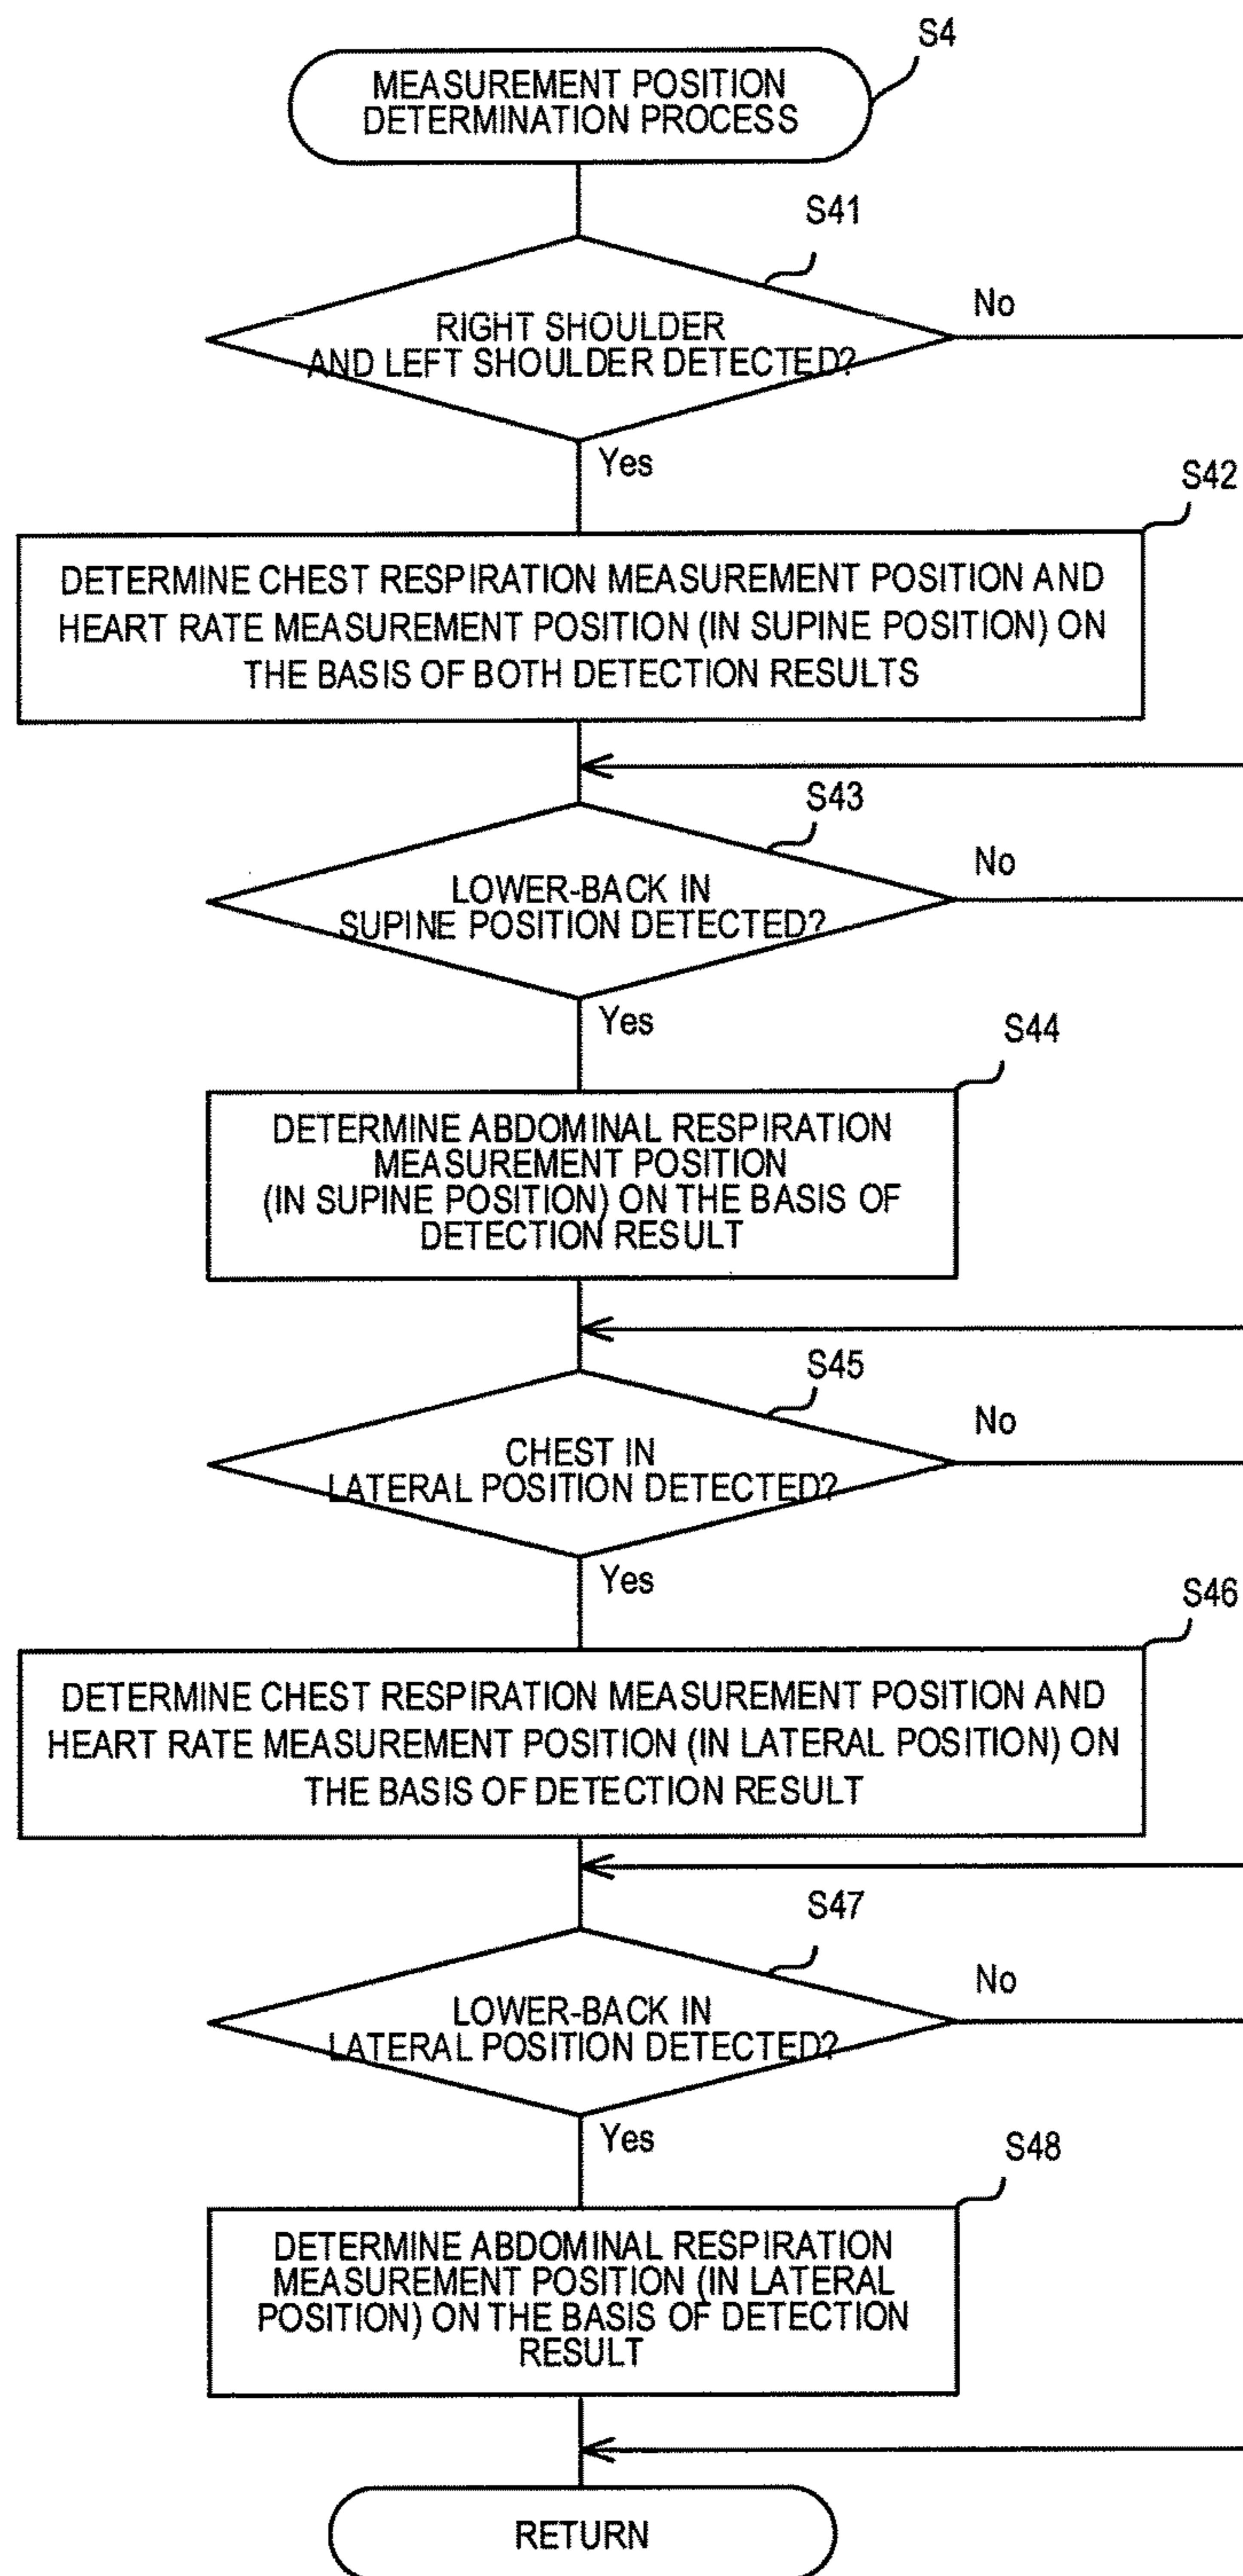 S4
MEASUREMENT POSITION
DETERMINATION PROCESS
S41
No
RIGHT SHOULDER
AND LEFT SHOULDER DETECTED?
Yes
S42
DETERMINE CHEST RESPIRATION MEASUREMENT POSITION AND
HEART RATE MEASUREMENT POSITION (IN SUPINE POSITION) ON
THE BASIS OF BOTH DETECTION RESULTS
S43
No
LOWER-BACK IN
SUPINE POSITION DETECTED?
Yes
S44
DETERMINE ABDOMINAL RESPIRATION
MEASUREMENT POSITION
(IN SUPINE POSITION) ON THE BASIS OF
DETECTION RESULT
S45
No
CHEST IN
LATERAL POSITION DETECTED?
Yes
S46
DETERMINE CHEST RESPIRATION MEASUREMENT POSITION AND
HEART RATE MEASUREMENT POSITION (IN LATERAL POSITION) ON
THE BASIS OF DETECTION RESULT
S47
No
LOWER-BACK IN
LATERAL POSITION DETECTED?
Yes
S48
DETERMINE ABDOMINAL RESPIRATION
MEASUREMENT POSITION (IN LATERAL
POSITION) ON THE BASIS OF DETECTION
RESULT
RETURN